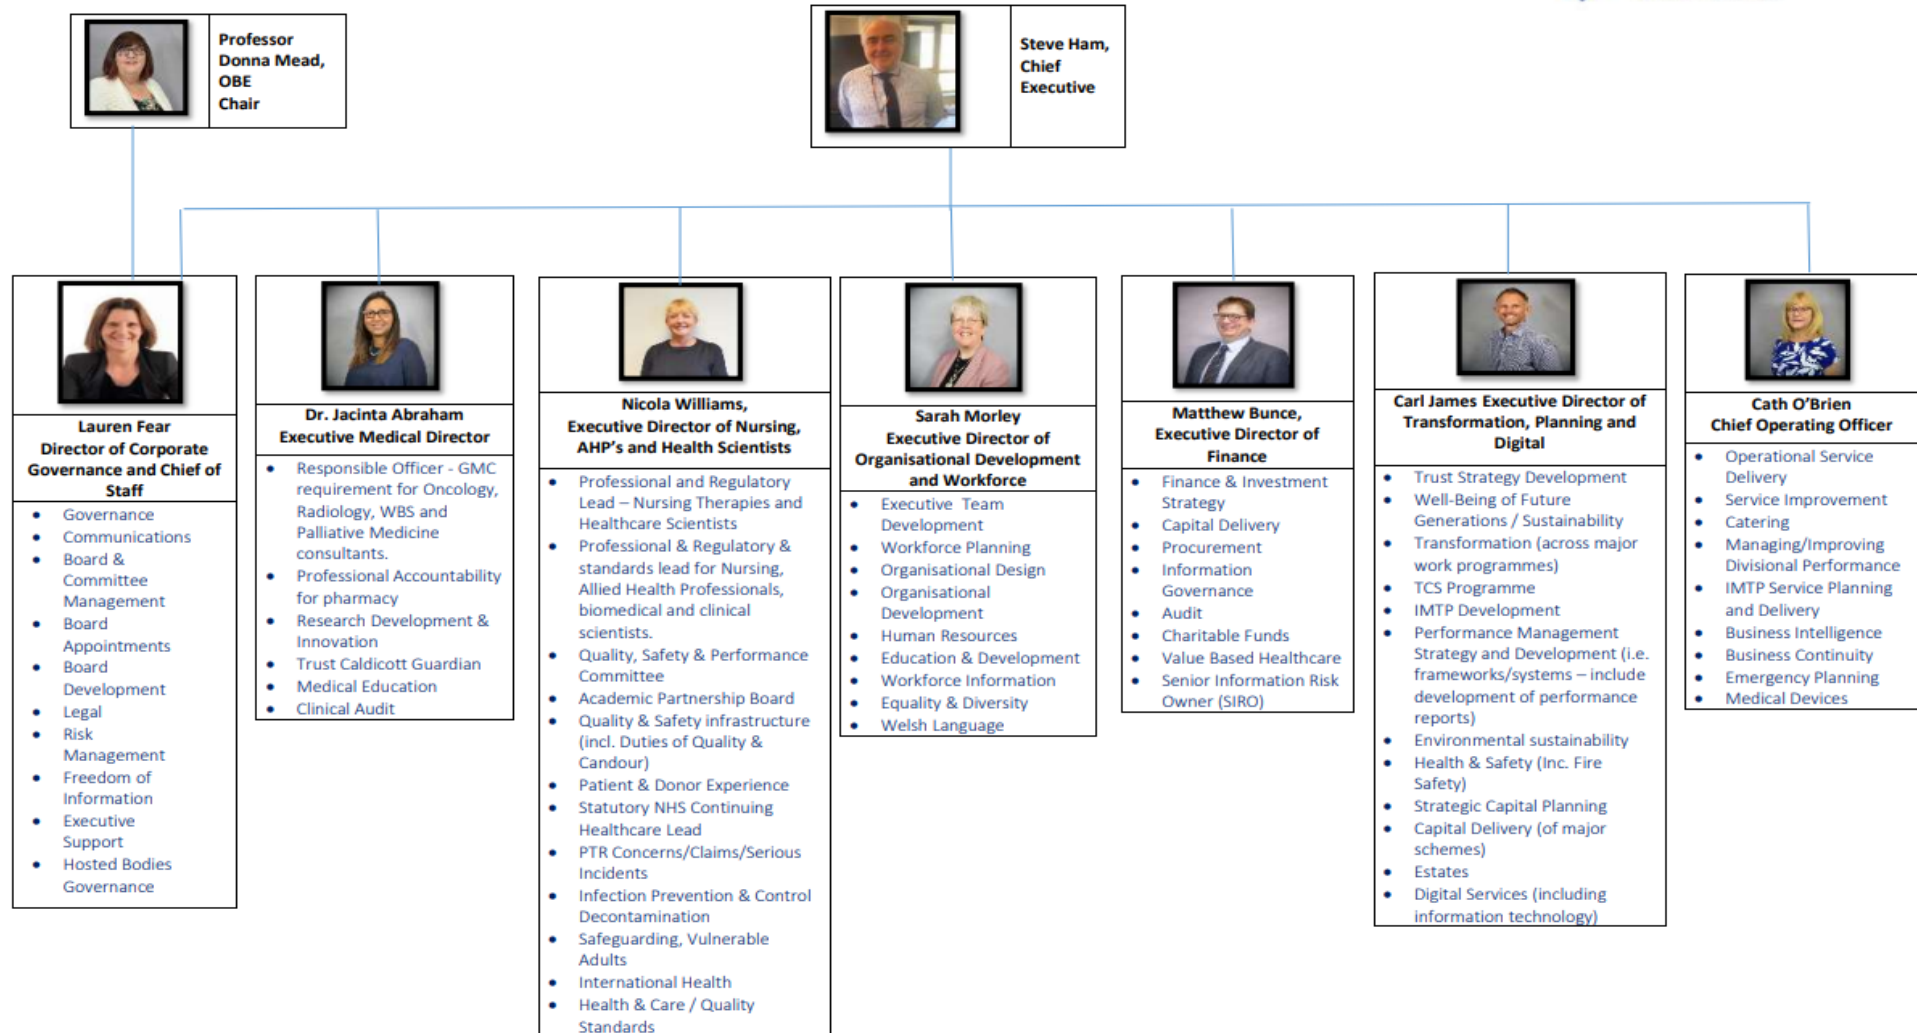 Professor
Donna Mead,
OBE
Chair
Steve Ham,
Chief
Executive
Lauren Fear
Director of Corporate
Governance and Chief of
Staff
• Governance
• Communications
• Board &
Committee
Management
• Board
Appointments
• Board
Development
• Legal
• Risk
Management
• Freedom of
Information
• Executive
Support
• Hosted Bodies
Governance
Dr. Jacinta Abraham
Executive Medical Director
• Responsible Officer - GMC
requirement for Oncology,
Radiology, WBS and
Palliative Medicine
consultants.
• Professional Accountability
for pharmacy
• Research Development &
Innovation
• Trust Caldicott Guardian
• Medical Education
• Clinical Audit
Nicola Williams,
Executive Director of Nursing,
AHP's and Health Scientists
• Professional and Regulatory
Lead – Nursing Therapies and
Healthcare Scientists
• Professional & Regulatory &
standards lead for Nursing,
Allied Health Professionals,
biomedical and clinical
scientists.
• Quality, Safety & Performance
Committee
• Academic Partnership Board
• Quality & Safety infrastructure
(incl. Duties of Quality &
Candour)
• Patient & Donor Experience
• Statutory NHS Continuing
Healthcare Lead
• PTR Concerns/Claims/Serious
Incidents
• Infection Prevention & Control
Decontamination
• Safeguarding, Vulnerable
Adults
• International Health
• Health & Care / Quality
Standards
Sarah Morley
Executive Director of
Organisational Development
and Workforce
• Executive Team
Development
• Workforce Planning
• Organisational Design
• Organisational
Development
• Human Resources
• Education & Development
• Workforce Information
• Equality & Diversity
• Welsh Language
Matthew Bunce,
Executive Director of
Finance
• Finance & Investment
Strategy
• Capital Delivery
• Procurement
• Information
Governance
• Audit
• Charitable Funds
• Value Based Healthcare
• Senior Information Risk
Owner (SIRO)
Carl James Executive Director of
Transformation, Planning and
Digital
• Trust Strategy Development
• Well-Being of Future
Generations / Sustainability
• Transformation (across major
work programmes)
• TCS Programme
• IMTP Development
• Performance Management
Strategy and Development (i.e.
frameworks/systems – include
development of performance
reports)
• Environmental sustainability
• Health & Safety (Inc. Fire
Safety)
• Strategic Capital Planning
• Capital Delivery (of major
schemes)
• Estates
• Digital Services (including
information technology)
Cath O'Brien
Chief Operating Officer
• Operational Service
Delivery
• Service Improvement
• Catering
• Managing/Improving
Divisional Performance
• IMTP Service Planning
and Delivery
• Business Intelligence
• Business Continuity
• Emergency Planning
• Medical Devices